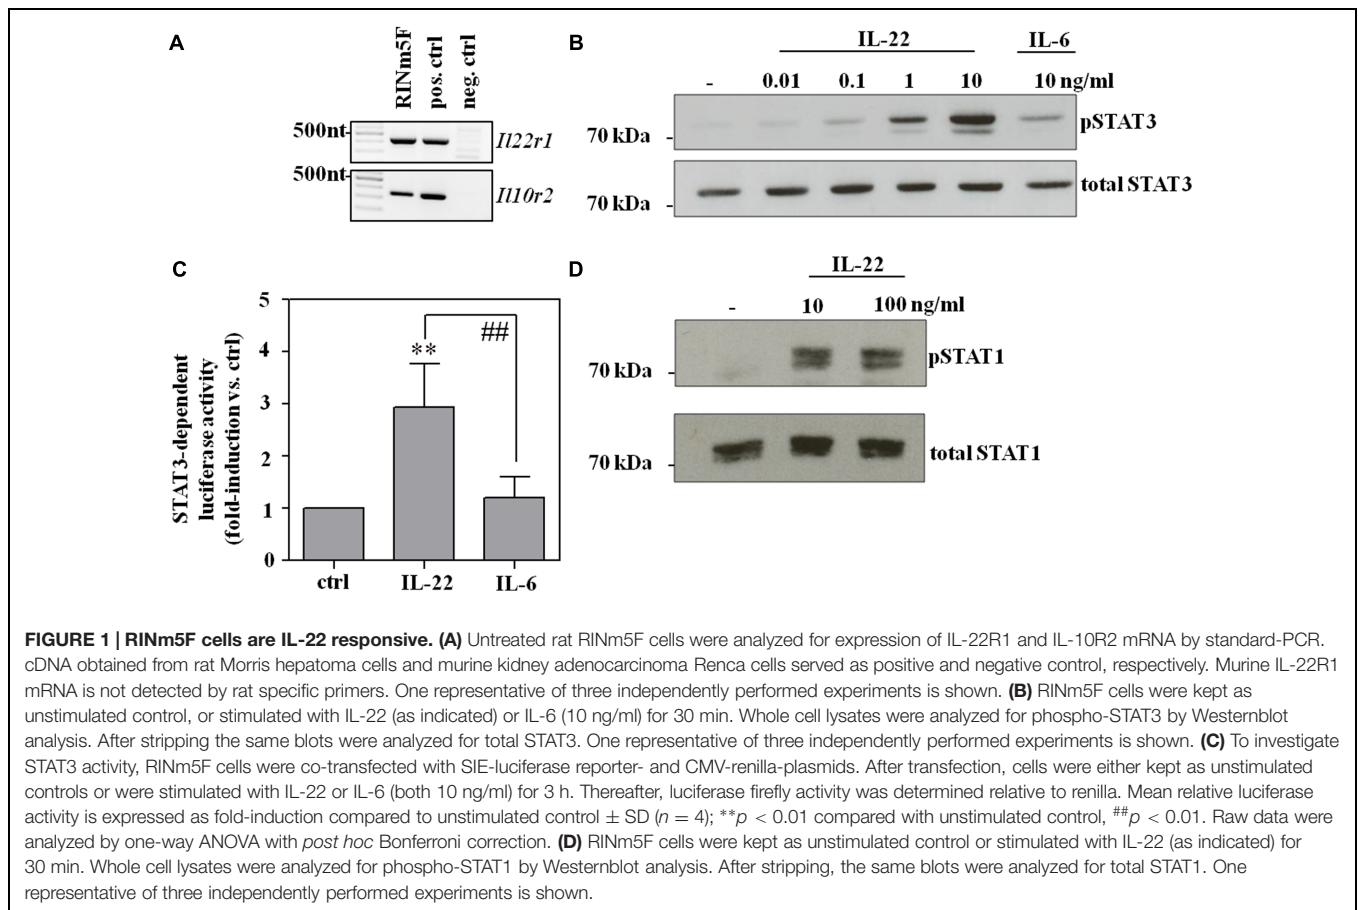 A
RINm5F
pos. ctrl
neg. ctrl
500nt
Il22r1
500nt
Il10r2
B
IL-22
IL-6
- 0.01 0.1 1 10 10 ng/ml
70 kDa
pSTAT3
70 kDa
total STAT3
C
STAT3-dependent
luciferase activity
(fold-induction vs. ctrl)
5
4
3
2
1
0
**
##
ctrl IL-22 IL-6
D
IL-22
- 10 100 ng/ml
70 kDa
pSTAT1
70 kDa
total STAT1
FIGURE 1 | RINm5F cells are IL-22 responsive. (A) Untreated rat RINm5F cells were analyzed for expression of IL-22R1 and IL-10R2 mRNA by standard-PCR.
cDNA obtained from rat Morris hepatoma cells and murine kidney adenocarcinoma Renca cells served as positive and negative control, respectively. Murine IL-22R1
mRNA is not detected by rat specific primers. One representative of three independently performed experiments is shown. (B) RINm5F cells were kept as
unstimulated control, or stimulated with IL-22 (as indicated) or IL-6 (10 ng/ml) for 30 min. Whole cell lysates were analyzed for phospho-STAT3 by Westernblot
analysis. After stripping the same blots were analyzed for total STAT3. One representative of three independently performed experiments is shown. (C) To investigate
STAT3 activity, RINm5F cells were co-transfected with SIE-luciferase reporter- and CMV-renilla-plasmids. After transfection, cells were either kept as unstimulated
controls or were stimulated with IL-22 or IL-6 (both 10 ng/ml) for 3 h. Thereafter, luciferase firefly activity was determined relative to renilla. Mean relative luciferase
activity is expressed as fold-induction compared to unstimulated control ± SD (n = 4); **p < 0.01 compared with unstimulated control, ##p < 0.01. Raw data were
analyzed by one-way ANOVA with post hoc Bonferroni correction. (D) RINm5F cells were kept as unstimulated control or stimulated with IL-22 (as indicated) for
30 min. Whole cell lysates were analyzed for phospho-STAT1 by Westernblot analysis. After stripping, the same blots were analyzed for total STAT1. One
representative of three independently performed experiments is shown.